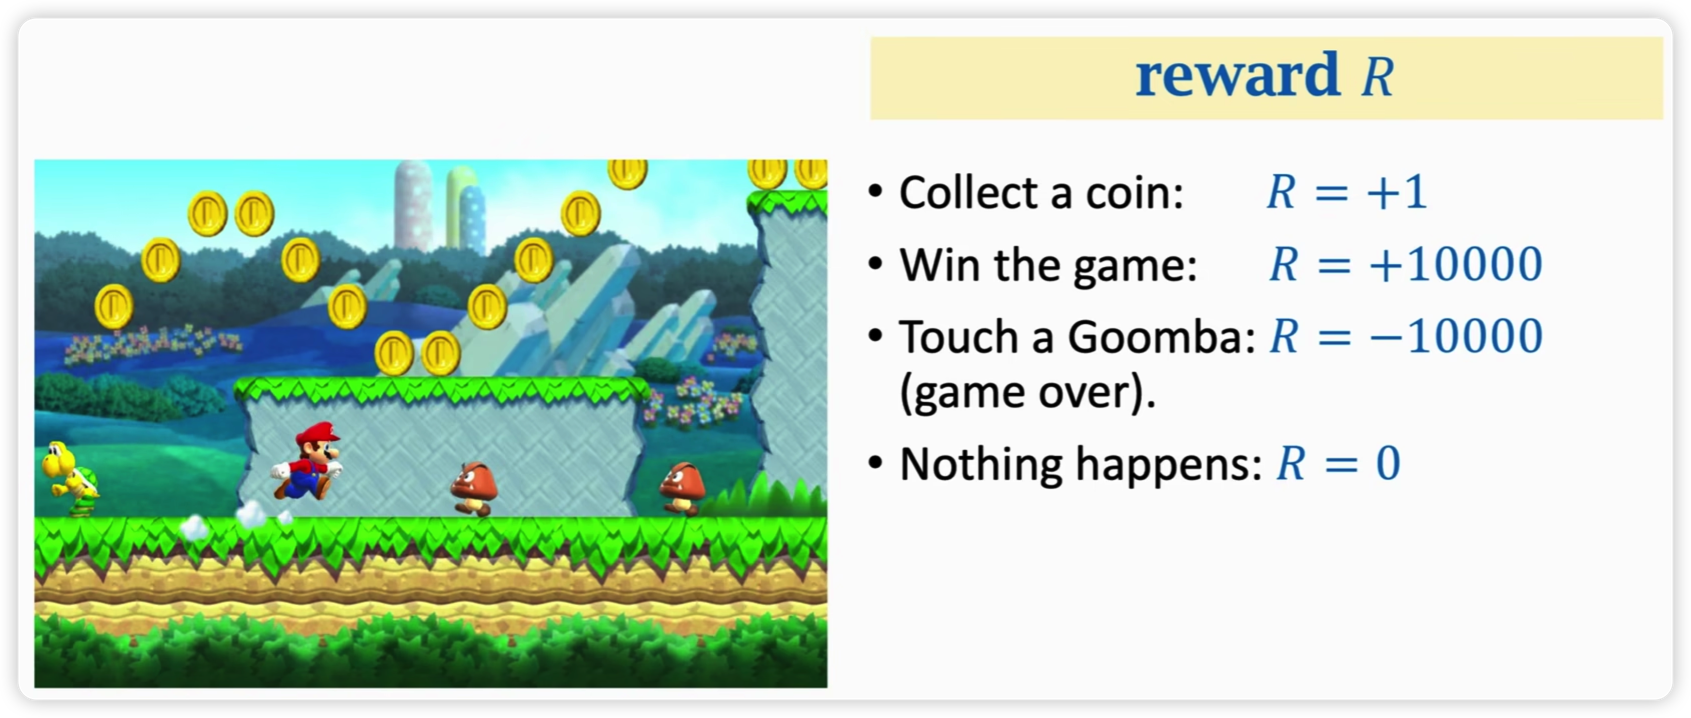 reward R
• Collect a coin: R = +1
• Win the game: R = +10000
• Touch a Goomba: R = −10000
(game over).
• Nothing happens: R = 0